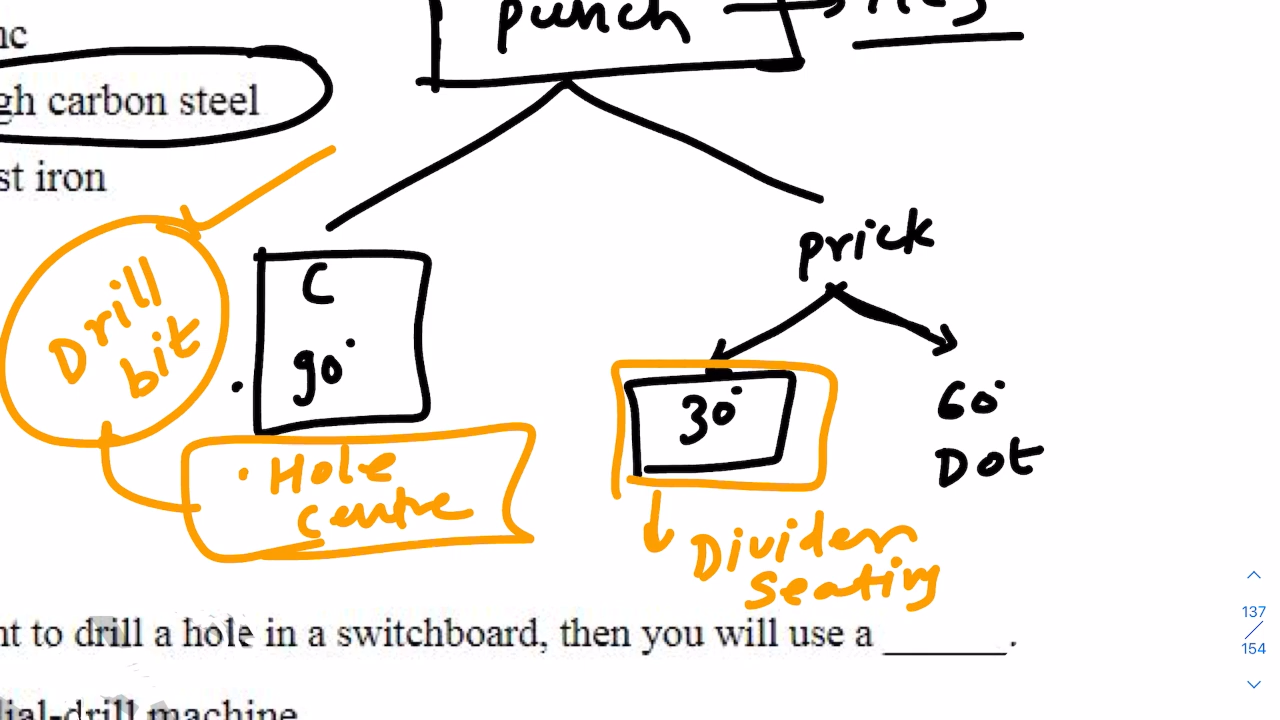 punch
nc
gh carbon steel
st iron
Drill
bit
C
90°
prick
30°
60°
Dot
. Hole
centre
Divider
seating
nt to drill a hole in a switchboard, then you will use a ______.
dial-drill machine
137
/
154